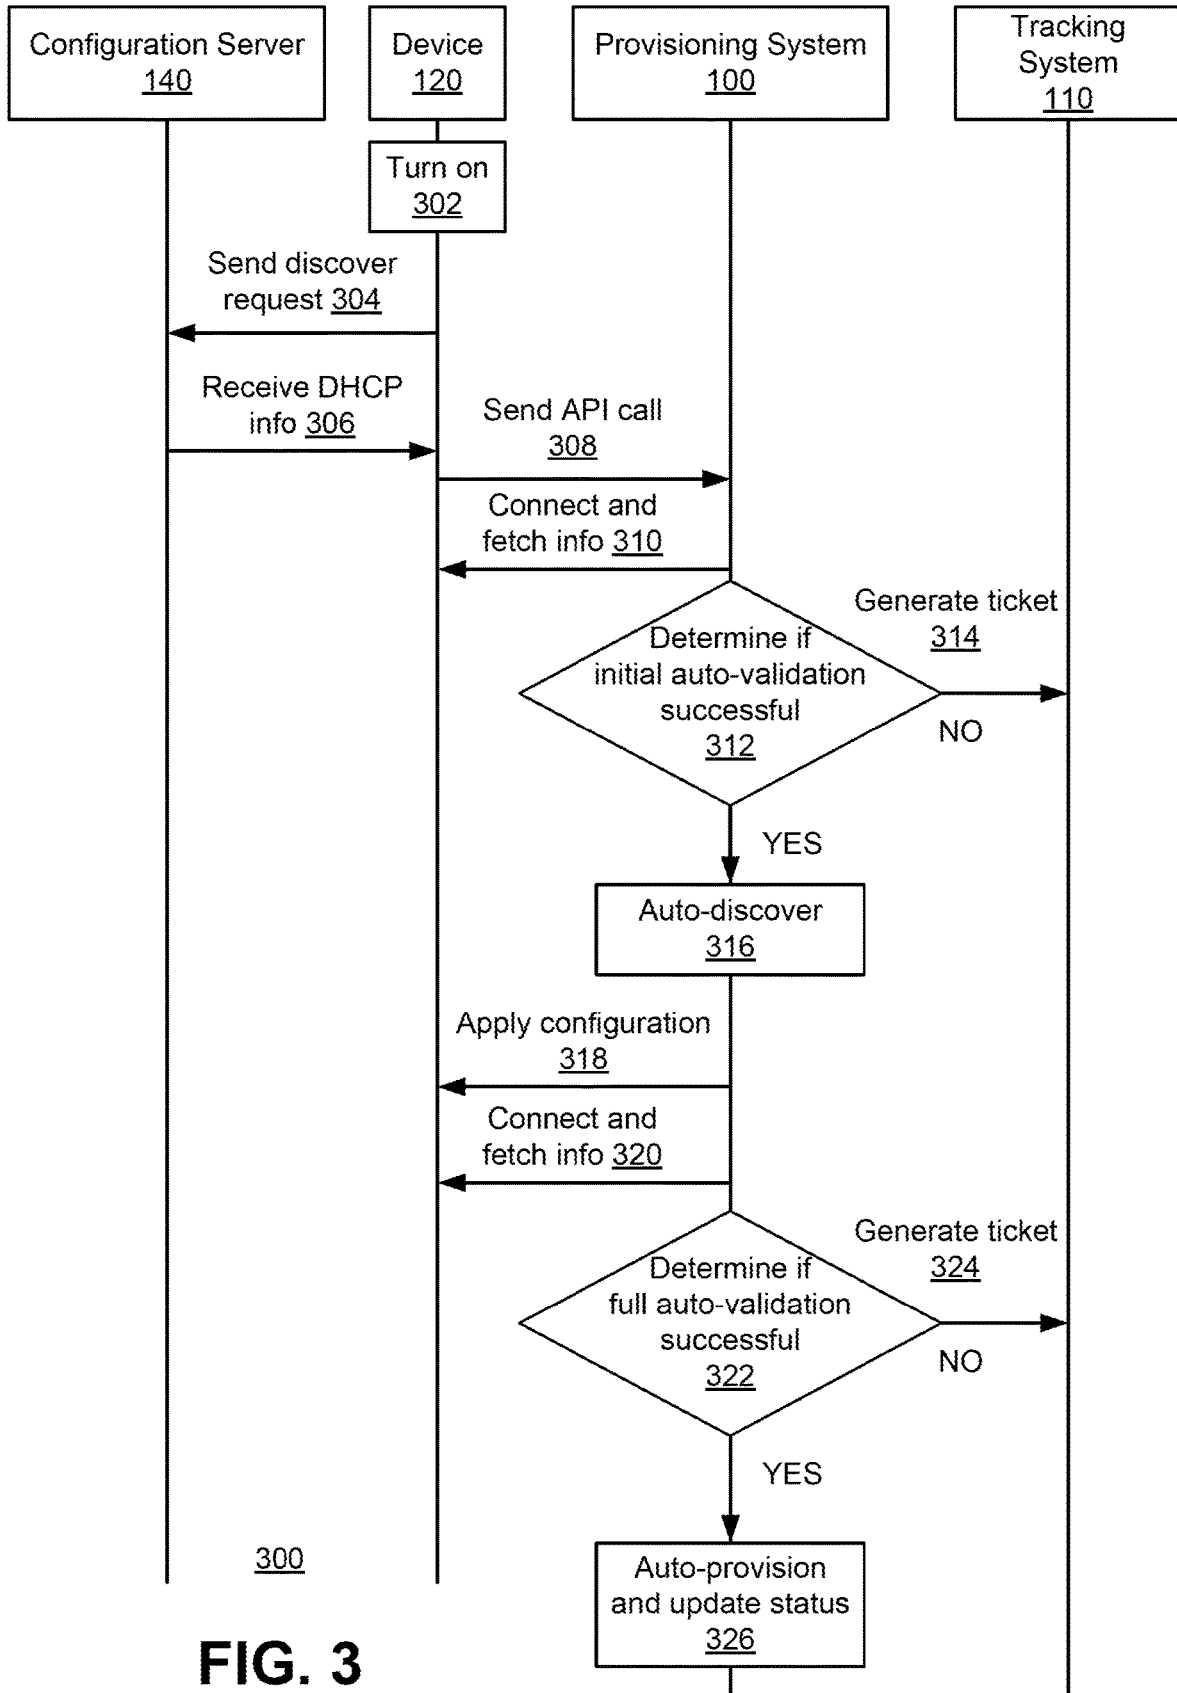 Configuration Server
140
Device
120
Provisioning System
100
Tracking
System
110
Turn on
302
Send discover
request 304
Receive DHCP
info 306
Send API call
308
Connect and
fetch info 310
Determine if
initial auto-validation
successful
312
Generate ticket
314
NO
YES
Auto-discover
316
Apply configuration
318
Connect and
fetch info 320
Determine if
full auto-validation
successful
322
Generate ticket
324
NO
YES
Auto-provision
and update status
326
300
FIG. 3